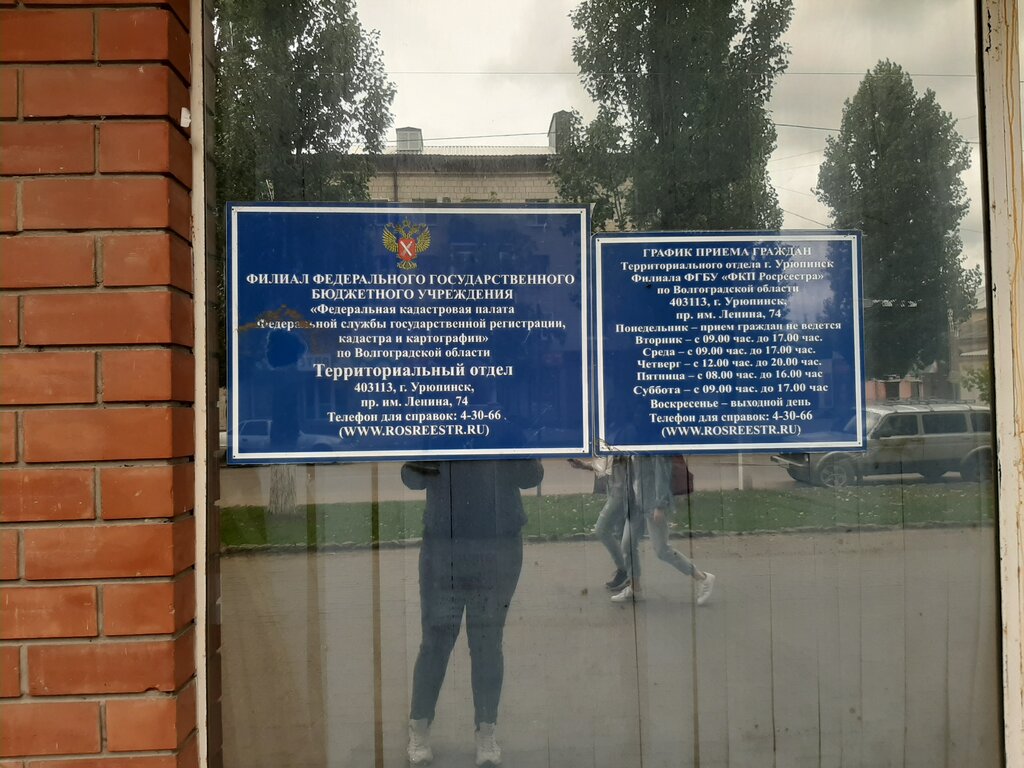 ФИЛИАЛ ФЕДЕРАЛЬНОГО ГОСУДАРСТВЕННОГО
БЮДЖЕТНОГО УЧРЕЖДЕНИЯ
«Федеральная кадастровая палата
Федеральной службы государственной регистрации,
кадастра и картографии»
по Волгоградской области
Территориальный отдел
403113, г. Урюпинск,
пр. им. Ленина, 74
Телефон для справок: 4-30-66
(WWW.ROSREESTR.RU)
ГРАФИК ПРИЕМА ГРАЖДАН
Территориального отдела г. Урюпинск
Филиала ФГБУ «ФКП Росреестра»
по Волгоградской области
403113, г. Урюпинск,
пр. им. Ленина, 74
Понедельник – прием граждан не ведется
Вторник – с 09.00 час. до 17.00 час.
Среда – с 09.00 час. до 17.00 час.
Четверг – с 12.00 час. до 20.00 час.
Пятница – с 08.00 час. до 16.00 час
Суббота – с 09.00 час. до 17.00 час
Воскресенье – выходной день
Телефон для справок: 4-30-66
(WWW.ROSREESTR.RU)